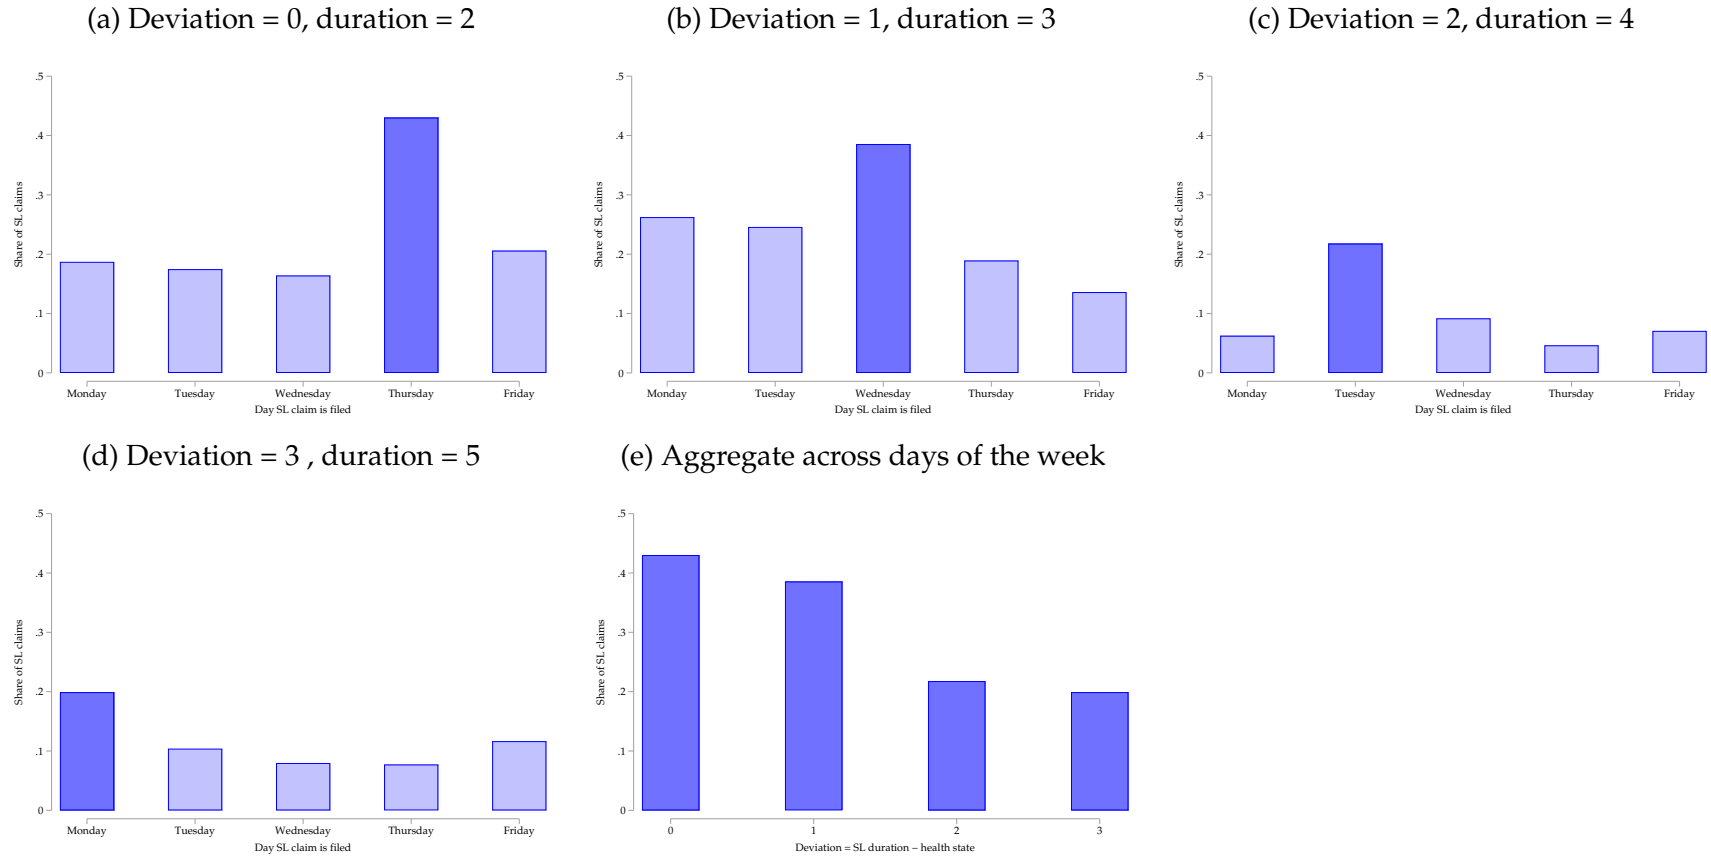 (a) Deviation = 0, duration = 2
.5
.4
.3
.2
.1
0
Share of SL claims
Monday Tuesday Wednesday Thursday Friday
Day SL claim is filed
(b) Deviation = 1, duration = 3
.5
.4
.3
.2
.1
0
Share of SL claims
Monday Tuesday Wednesday Thursday Friday
Day SL claim is filed
(c) Deviation = 2, duration = 4
.5
.4
.3
.2
.1
0
Share of SL claims
Monday Tuesday Wednesday Thursday Friday
Day SL claim is filed
(d) Deviation = 3 , duration = 5
.5
.4
.3
.2
.1
0
Share of SL claims
Monday Tuesday Wednesday Thursday Friday
Day SL claim is filed
(e) Aggregate across days of the week
.5
.4
.3
.2
.1
0
Share of SL claims
0 1 2 3
Deviation = SL duration − health state